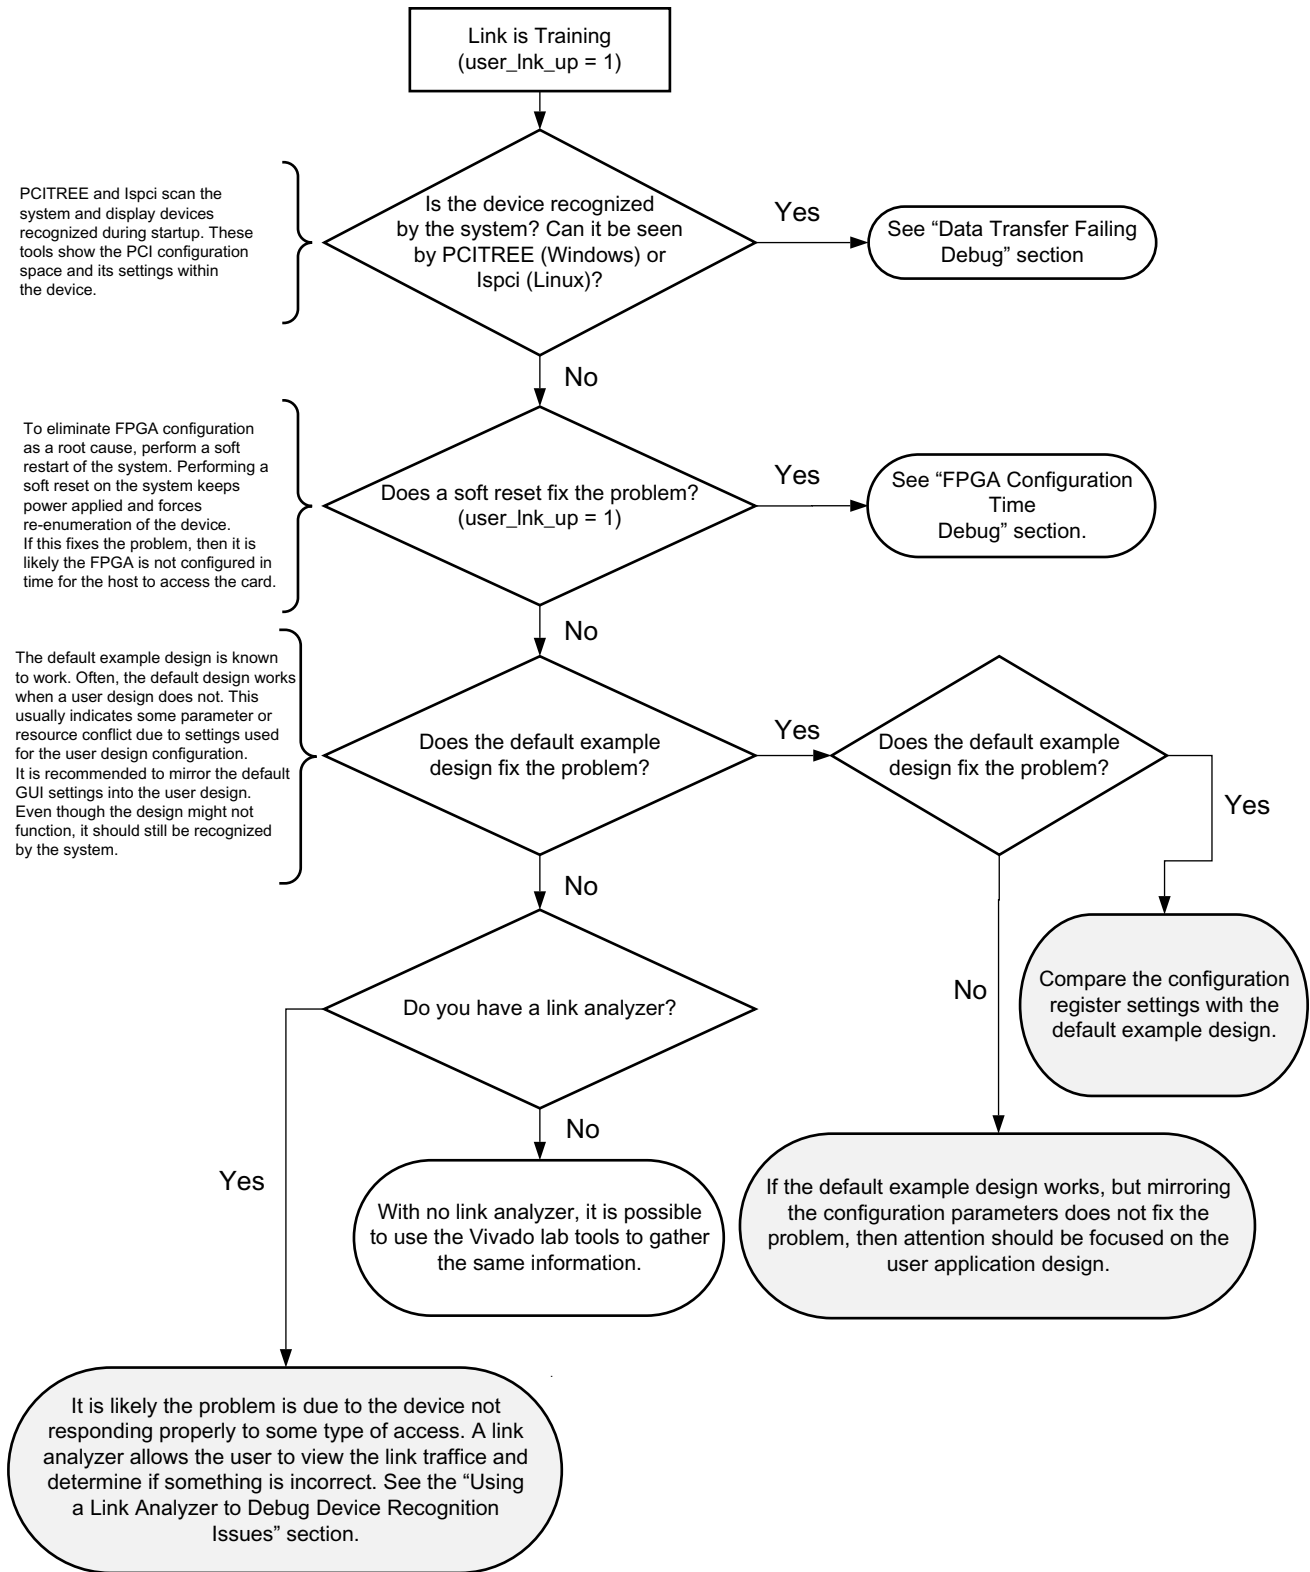 Link is Training
(user_lnk_up = 1)
PCITREE and Ispci scan the
system and display devices
recognized during startup. These
tools show the PCI configuration
space and its settings within
the device.
Is the device recognized
by the system? Can it be seen
by PCITREE (Windows) or
Ispci (Linux)?
Yes
See “Data Transfer Failing
Debug” section
No
To eliminate FPGA configuration
as a root cause, perform a soft
restart of the system. Performing a
soft reset on the system keeps
power applied and forces
re-enumeration of the device.
If this fixes the problem, then it is
likely the FPGA is not configured in
time for the host to access the card.
Does a soft reset fix the problem?
(user_lnk_up = 1)
Yes
See “FPGA Configuration
Time
Debug” section.
No
The default example design is known
to work. Often, the default design works
when a user design does not. This
usually indicates some parameter or
resource conflict due to settings used
for the user design configuration.
It is recommended to mirror the default
GUI settings into the user design.
Even though the design might not
function, it should still be recognized
by the system.
Does the default example
design fix the problem?
Yes
Does the default example
design fix the problem?
Yes
No
Compare the configuration
register settings with the
default example design.
No
If the default example design works, but mirroring
the configuration parameters does not fix the
problem, then attention should be focused on the
user application design.
Do you have a link analyzer?
No
With no link analyzer, it is possible
to use the Vivado lab tools to gather
the same information.
Yes
It is likely the problem is due to the device not
responding properly to some type of access. A link
analyzer allows the user to view the link traffice and
determine if something is incorrect. See the “Using
a Link Analyzer to Debug Device Recognition
Issues” section.